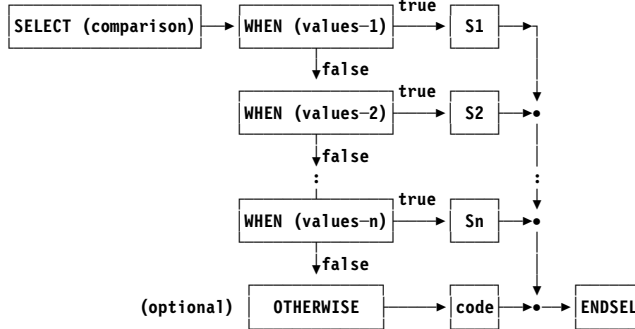 SELECT (comparison) WHEN (values–1) true S1
false
WHEN (values–2) true S2
false
: :
WHEN (values–n) true Sn
false
(optional) OTHERWISE code ENDSEL